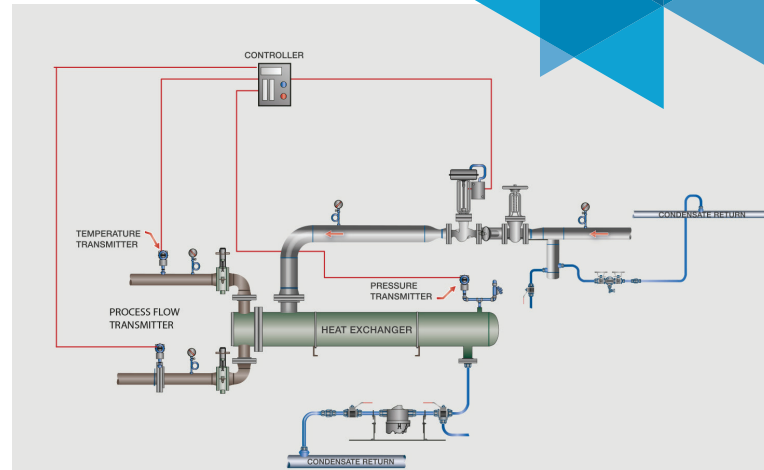 CONTROLLER
CONDENSATE RETURN
TEMPERATURE
TRANSMITTER
PRESSURE
TRANSMITTER
PROCESS FLOW
TRANSMITTER
HEAT EXCHANGER
CONDENSATE RETURN